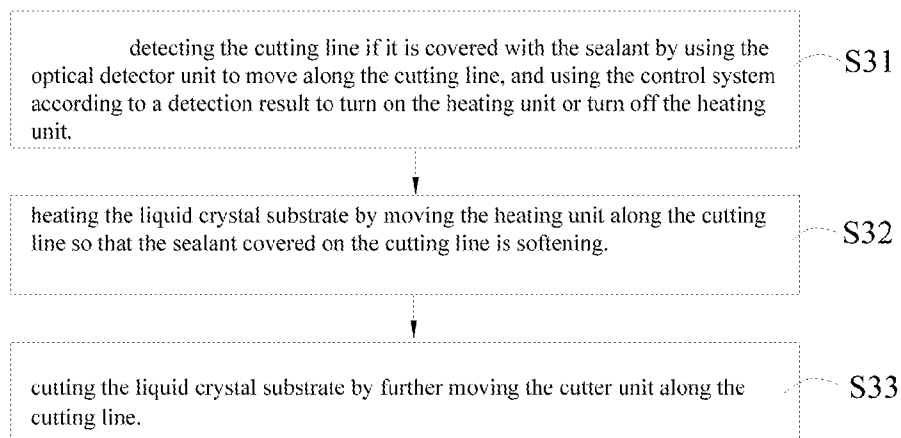 detecting the cutting line if it is covered with the sealant by using the
optical detector unit to move along the cutting line, and using the control system
according to a detection result to turn on the heating unit or turn off the heating
unit.
S31
heating the liquid crystal substrate by moving the heating unit along the cutting
line so that the sealant covered on the cutting line is softening.
S32
cutting the liquid crystal substrate by further moving the cutter unit along the
cutting line.
S33